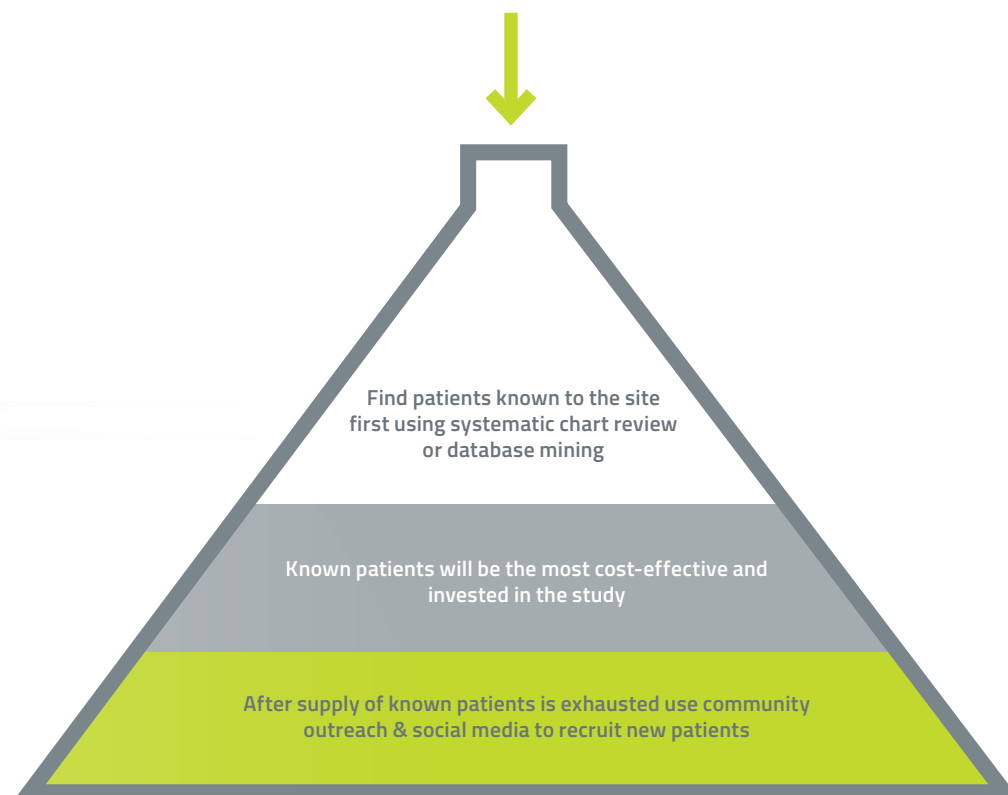 Find patients known to the site
first using systematic chart review
or database mining
Known patients will be the most cost-effective and
invested in the study
After supply of known patients is exhausted use community
outreach & social media to recruit new patients